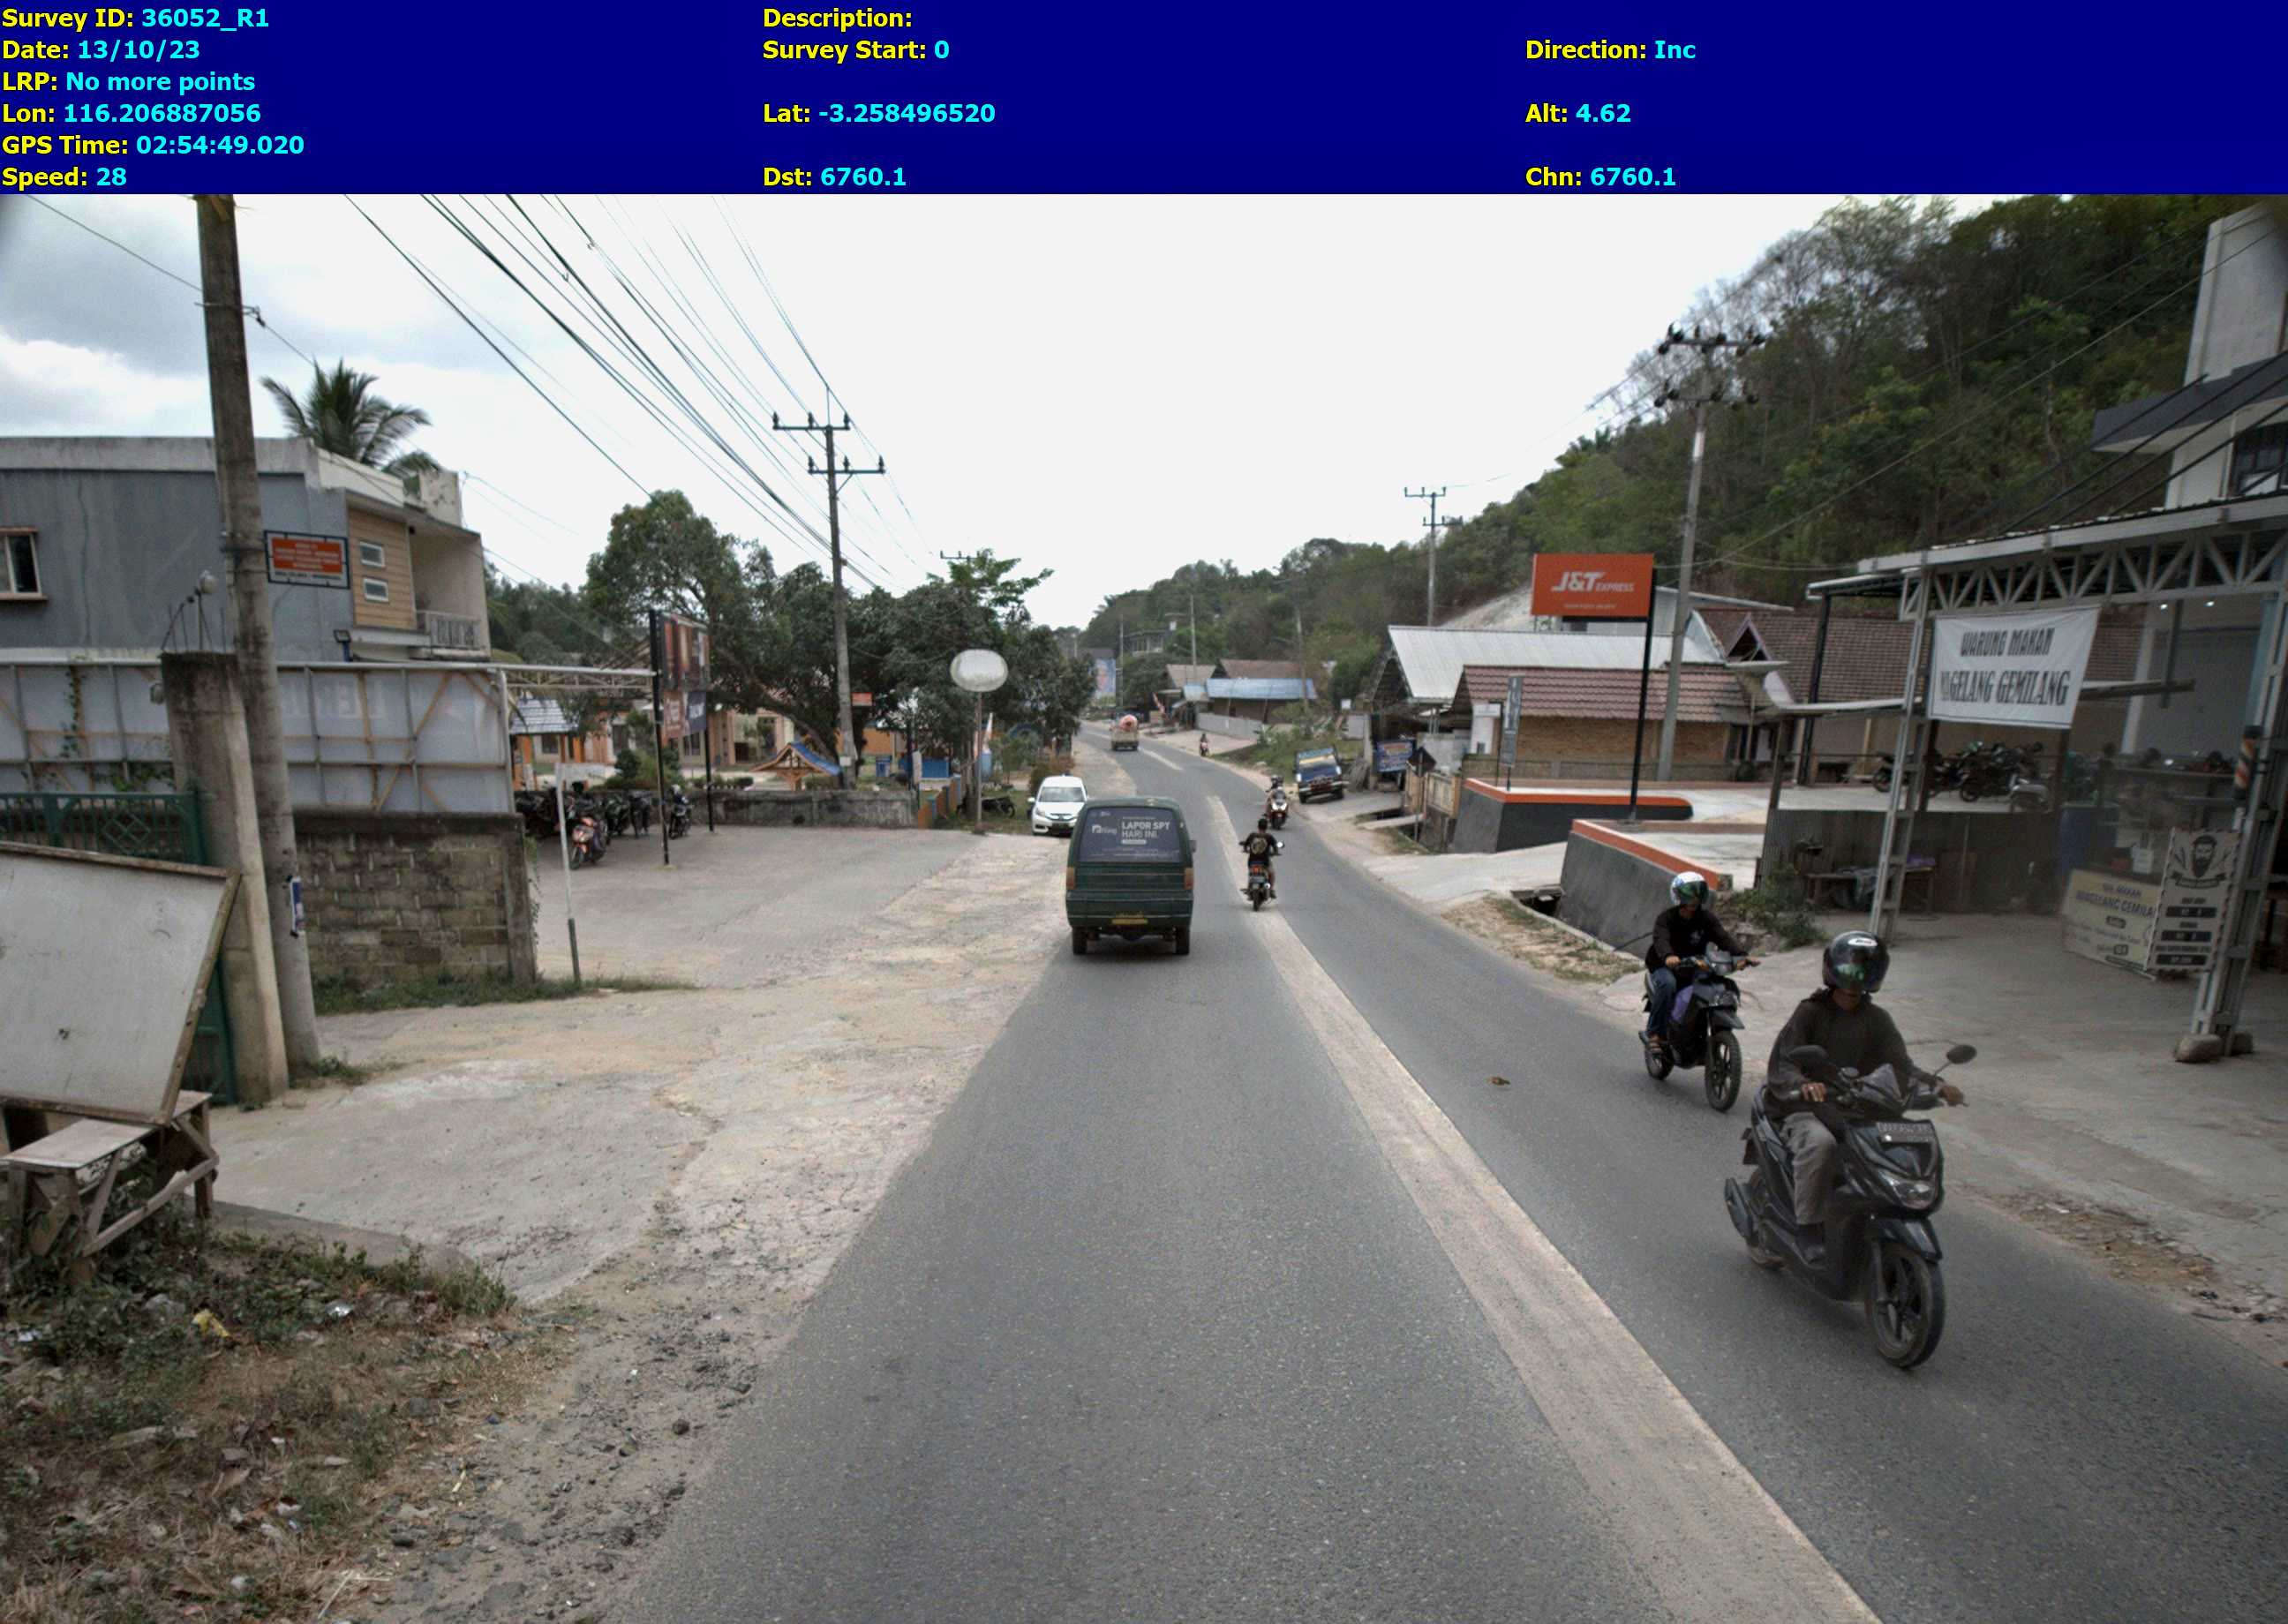 Survey ID: 36052_R1
Description:
Date: 13/10/23
Survey Start: 0
Direction: Inc
LRP: No more points
Lon: 116.206887056
Lat: -3.258496520
Alt: 4.62
GPS Time: 02:54:49.020
Speed: 28
Dst: 6760.1
Chn: 6760.1
J&T EXPRESS
WARUNG MAKAN
MAGELANG GEMILANG
LAPOR SPT
HARI INI.